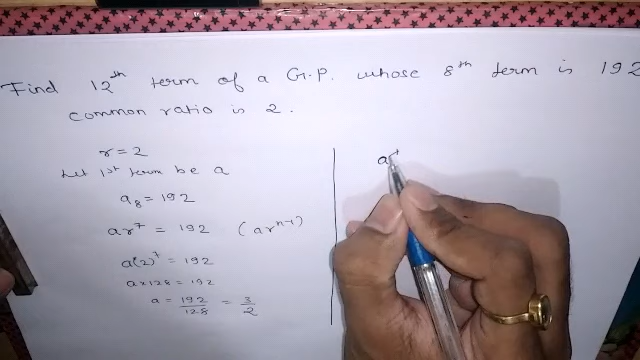 Find 12th term of a G.P. whose 8th term is 192
common ratio is 2.
r = 2
Let 1st term be a
a₈ = 192
ar⁷ = 192 (arⁿ⁻¹)
a(2)⁷ = 192
a×128 = 192
a = 192/128 = 3/2